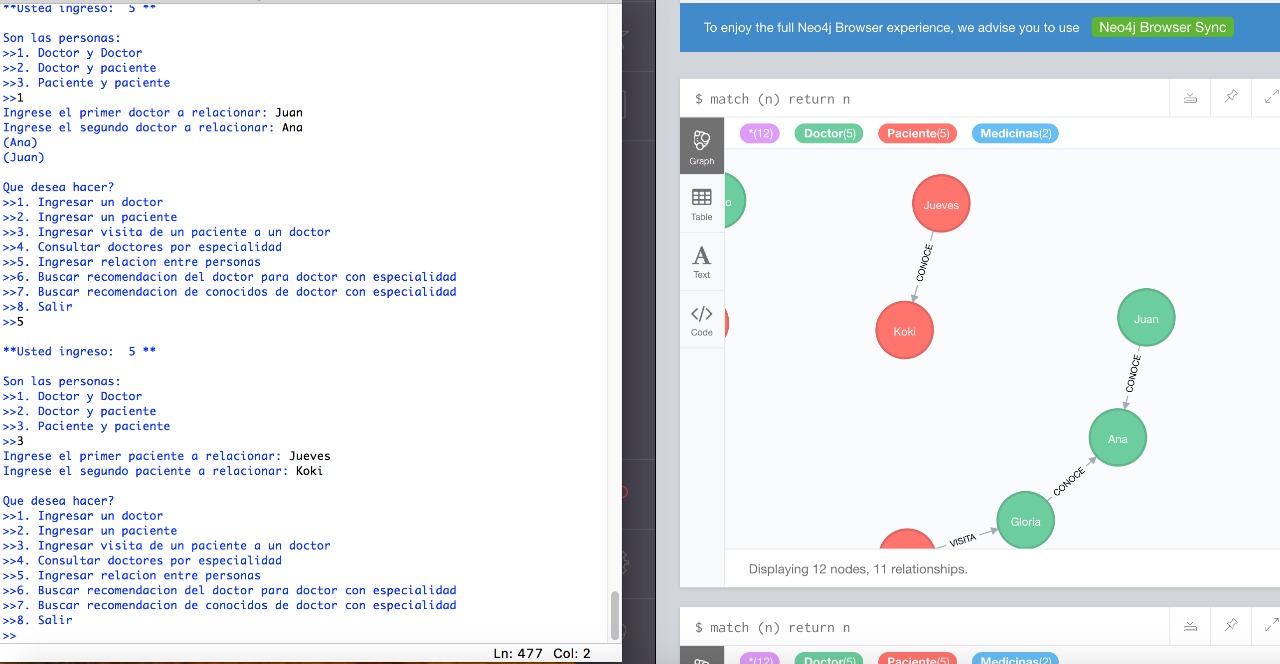 **Usted ingreso:  5 **
Son las personas:
>>1. Doctor y Doctor
>>2. Doctor y paciente
>>3. Paciente y paciente
>>1
Ingrese el primer doctor a relacionar: Juan
Ingrese el segundo doctor a relacionar: Ana
(Ana)
(Juan)
Que desea hacer?
>>1. Ingresar un doctor
>>2. Ingresar un paciente
>>3. Ingresar visita de un paciente a un doctor
>>4. Consultar doctores por especialidad
>>5. Ingresar relacion entre personas
>>6. Buscar recomendacion del doctor para doctor con especialidad
>>7. Buscar recomendacion de conocidos de doctor con especialidad
>>8. Salir
>>5
**Usted ingreso:  5 **
Son las personas:
>>1. Doctor y Doctor
>>2. Doctor y paciente
>>3. Paciente y paciente
>>3
Ingrese el primer paciente a relacionar: Jueves
Ingrese el segundo paciente a relacionar: Koki
Que desea hacer?
>>1. Ingresar un doctor
>>2. Ingresar un paciente
>>3. Ingresar visita de un paciente a un doctor
>>4. Consultar doctores por especialidad
>>5. Ingresar relacion entre personas
>>6. Buscar recomendacion del doctor para doctor con especialidad
>>7. Buscar recomendacion de conocidos de doctor con especialidad
>>8. Salir
>>
Ln: 477 Col: 2
To enjoy the full Neo4j Browser experience, we advise you to use Neo4j Browser Sync
$ match (n) return n
*(12) Doctor(5) Paciente(5) Medicinas(2)
Graph
Table
A
Text
</>
Code
o
Jueves
CONOCE
Koki
Juan
CONOCE
Ana
CONOCE
Gloria
VISITA
Displaying 12 nodes, 11 relationships.
$ match (n) return n
*(12) Doctor(5) Paciente(5) Medicinas(2)